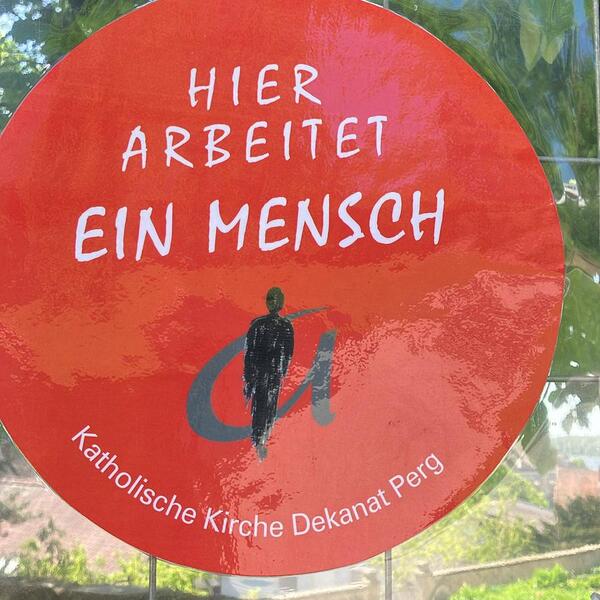 HIER
ARBEITET
EIN MENSCH
a
Katholische Kirche Dekanat Perg